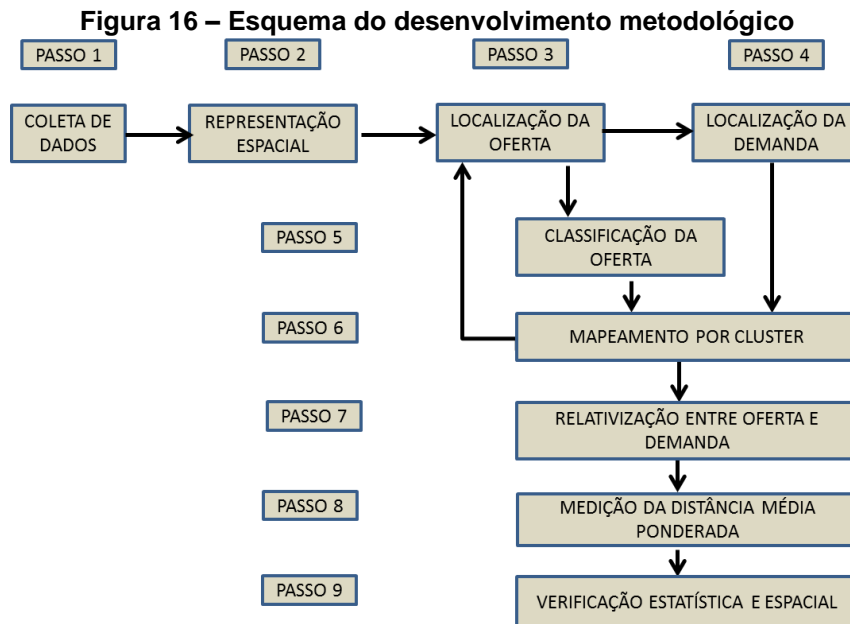 Figura 16 – Esquema do desenvolvimento metodológico
PASSO 1
PASSO 2
PASSO 3
PASSO 4
COLETA DE
DADOS
REPRESENTAÇÃO
ESPACIAL
LOCALIZAÇÃO DA
OFERTA
LOCALIZAÇÃO DA
DEMANDA
PASSO 5
CLASSIFICAÇÃO DA
OFERTA
PASSO 6
MAPEAMENTO POR CLUSTER
PASSO 7
RELATIVIZAÇÃO ENTRE OFERTA E
DEMANDA
PASSO 8
MEDIÇÃO DA DISTÂNCIA MÉDIA
PONDERADA
PASSO 9
VERIFICAÇÃO ESTATÍSTICA E ESPACIAL